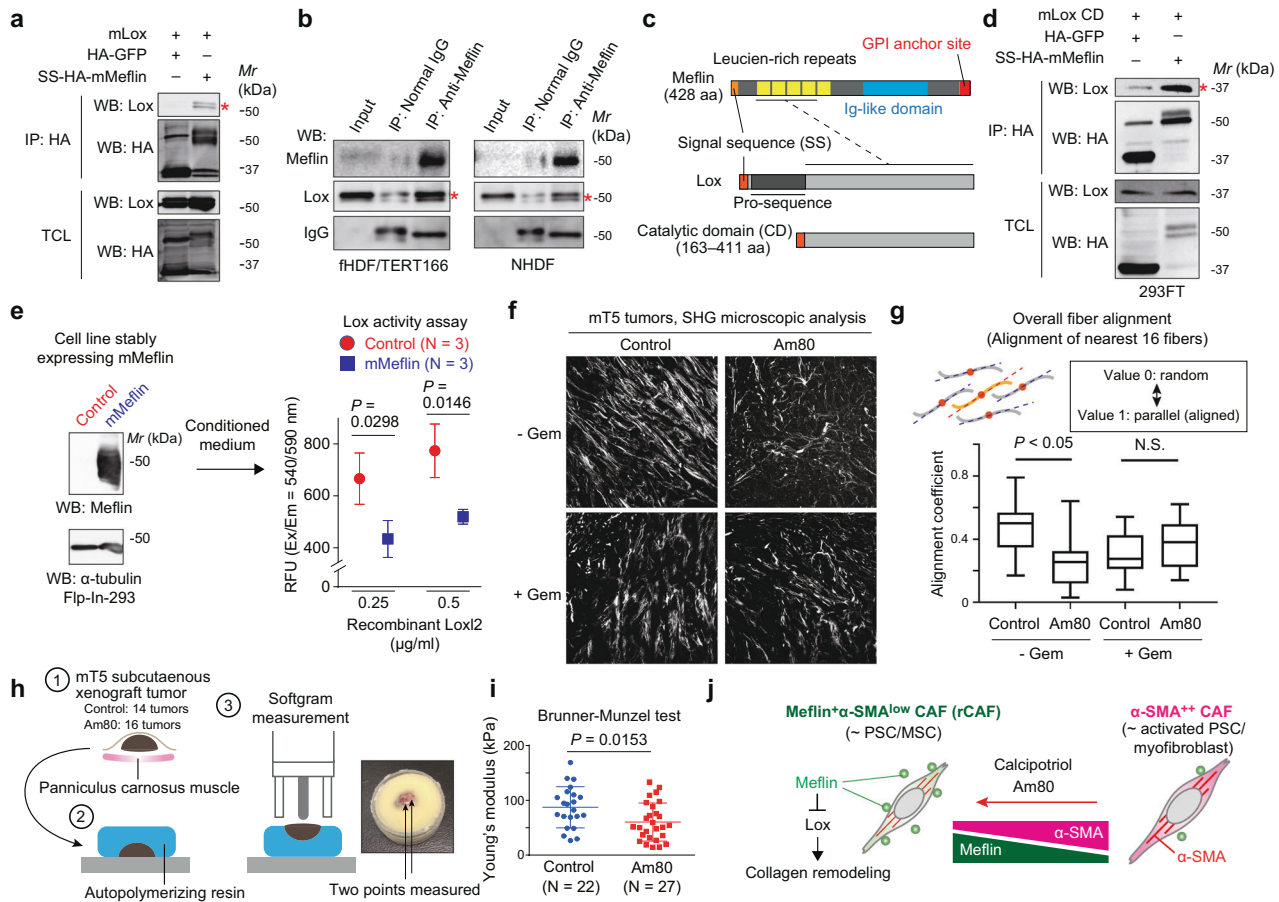 a
mLox + +
HA-GFP + –
SS-HA-mMeflin – +
Mr (kDa)
IP: HA
WB: Lox
*
-50
WB: HA
-50
-37
TCL
WB: Lox
-50
WB: HA
-50
-37
b
Input
IP: Normal IgG
IP: Anti-Meflin
Input
IP: Normal IgG
IP: Anti-Meflin
Mr
(kDa)
WB:
Meflin
-50
Lox
*
* -50
IgG
-50
fHDF/TERT166
NHDF
c
GPI anchor site
Leucien-rich repeats
Meflin
(428 aa)
Ig-like domain
Signal sequence (SS)
Lox
Pro-sequence
Catalytic domain (CD)
(163–411 aa)
d
mLox CD + +
HA-GFP + –
SS-HA-mMeflin – +
Mr (kDa)
IP: HA
WB: Lox
-37
*
WB: HA
-50
-37
TCL
WB: Lox
-37
WB: HA
-50
-37
293FT
e
Cell line stably
expressing mMeflin
Control
mMeflin
Mr (kDa)
-50
WB: Meflin
-50
WB: α-tubulin
Flp-In-293
Conditioned
medium
Lox activity assay
Control (N = 3)
mMeflin (N = 3)
P =
0.0298
P =
0.0146
RFU (Ex/Em = 540/590 nm)
800
600
400
0
0.25
0.5
Recombinant Loxl2
(μg/ml)
f
mT5 tumors, SHG microscopic analysis
Control
Am80
- Gem
+ Gem
g
Overall fiber alignment
(Alignment of nearest 16 fibers)
Value 0: random
Value 1: parallel (aligned)
P < 0.05
N.S.
Alignment coefficient
0.8
0.4
0
Control Am80 Control Am80
- Gem
+ Gem
h
1
mT5 subcutaenous
xenograft tumor
Control: 14 tumors
Am80: 16 tumors
Panniculus carnosus muscle
2
Autopolymerizing resin
3
Softgram
measurement
Two points measured
i
Brunner-Munzel test
P = 0.0153
Young's modulus (kPa)
200
150
100
50
0
Control
(N = 22)
Am80
(N = 27)
j
Meflin⁺α-SMAˡᵒʷ CAF (rCAF)
(~ PSC/MSC)
Meflin
Lox
Collagen remodeling
Calcipotriol
Am80
α-SMA
Meflin
α-SMA⁺⁺ CAF
(~ activated PSC/
myofibroblast)
α-SMA